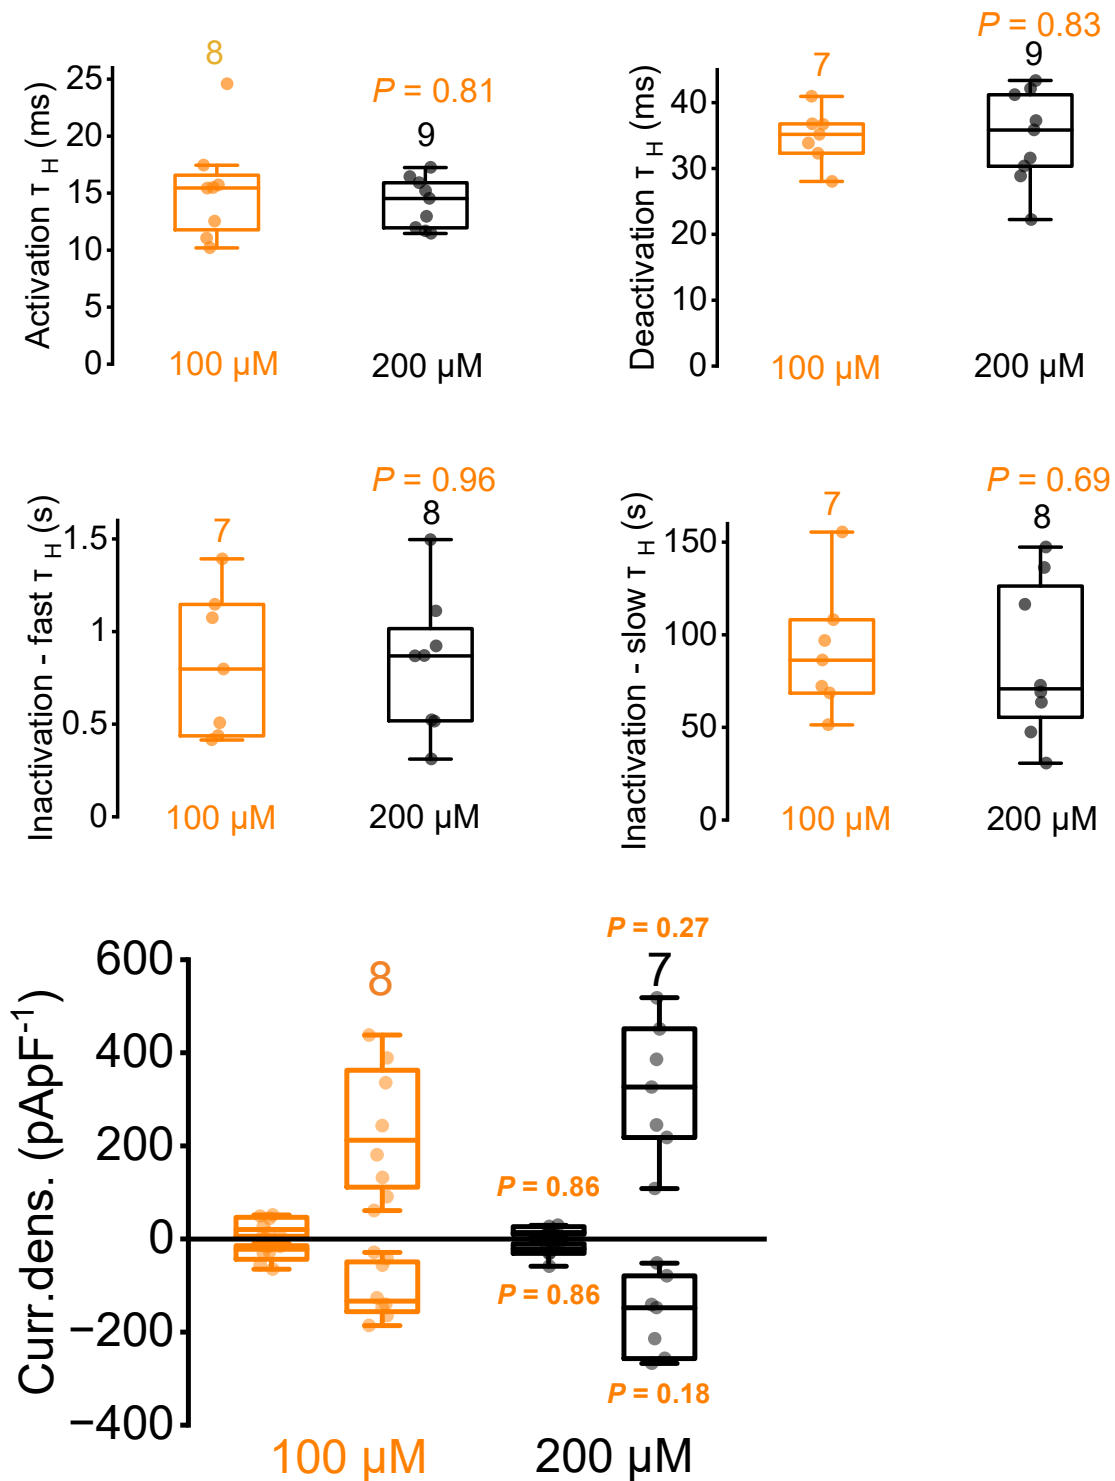 P = 0.83
8
7
9
P = 0.81
9
Activation τ H (ms)
25
20
15
10
5
0
100 µM
200 µM
Deactivation τ H (ms)
40
30
20
10
0
100 µM
200 µM
P = 0.96
7
8
Inactivation - fast τ H (s)
1.5
1
0.5
0
100 µM
200 µM
P = 0.69
7
8
Inactivation - slow τ H (s)
150
100
50
0
100 µM
200 µM
P = 0.27
8
7
Curr.dens. (pApF-1)
600
400
200
0
−200
−400
P = 0.86
P = 0.86
P = 0.18
100 µM
200 µM